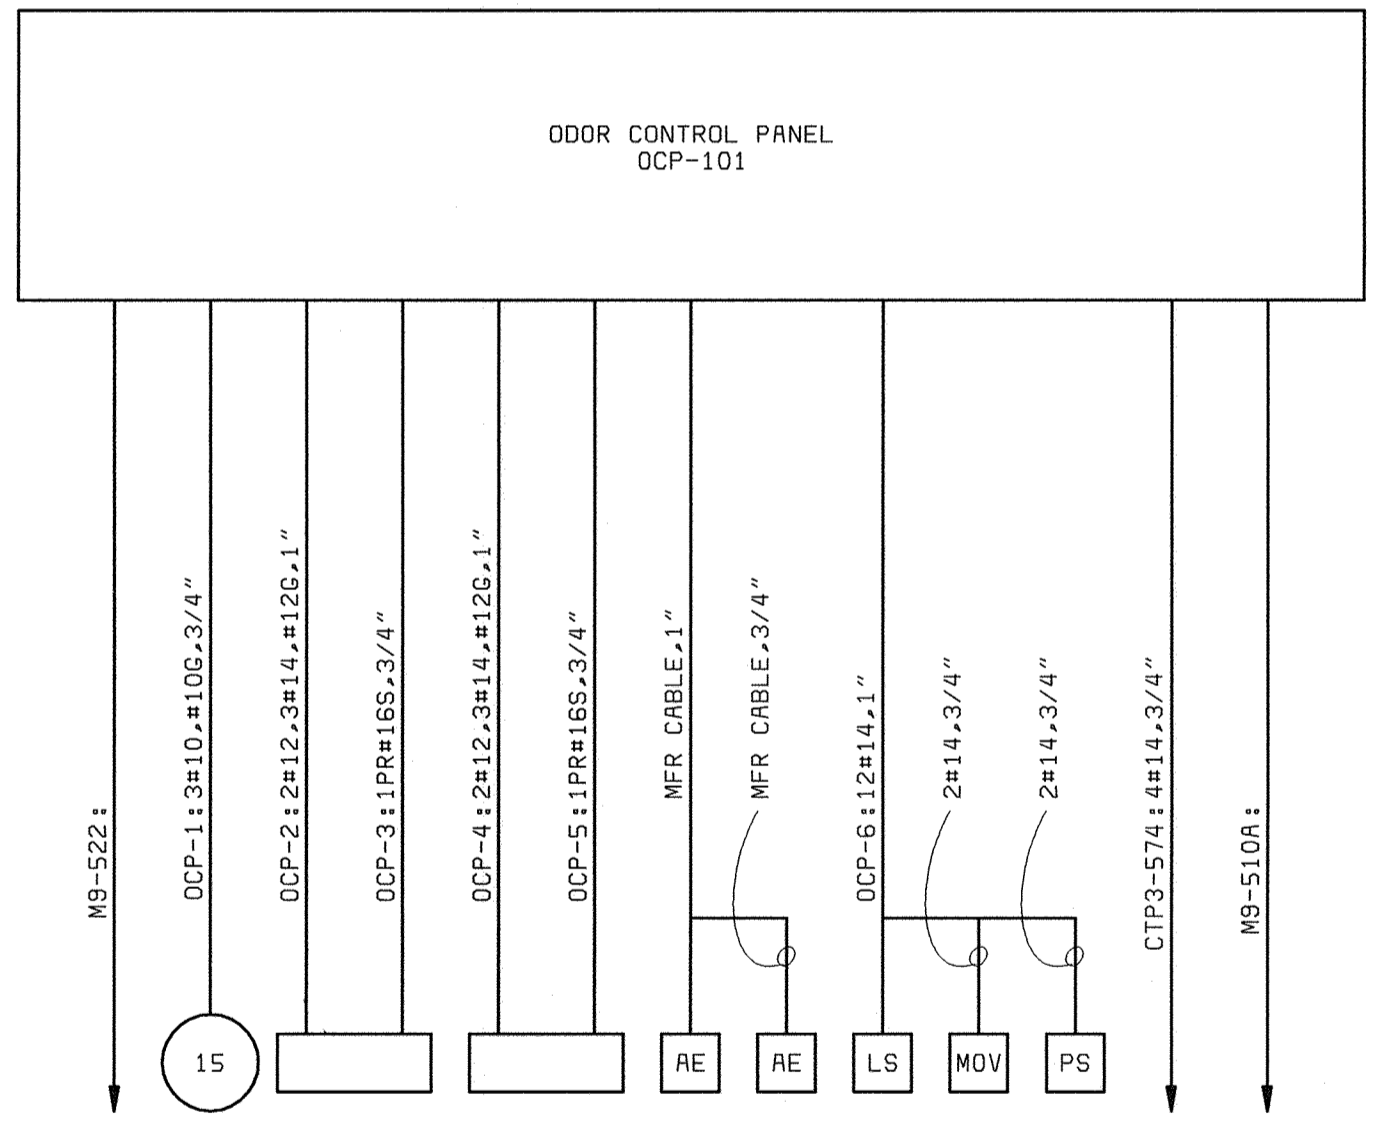 ODOR CONTROL PANEL
OCP-101
M9-522:
OCP-1:3#10,#10G,3/4"
OCP-2:2#12,3#14,#12G,1"
OCP-3:1PR#16S,3/4"
OCP-4:2#12,3#14,#12G,1"
OCP-5:1PR#16S,3/4"
MFR CABLE,1"
MFR CABLE,3/4"
OCP-6:12#14,1"
2#14,3/4"
2#14,3/4"
CTP3-574:4#14,3/4"
M9-510A:
15
AE
AE
LS
MOV
PS